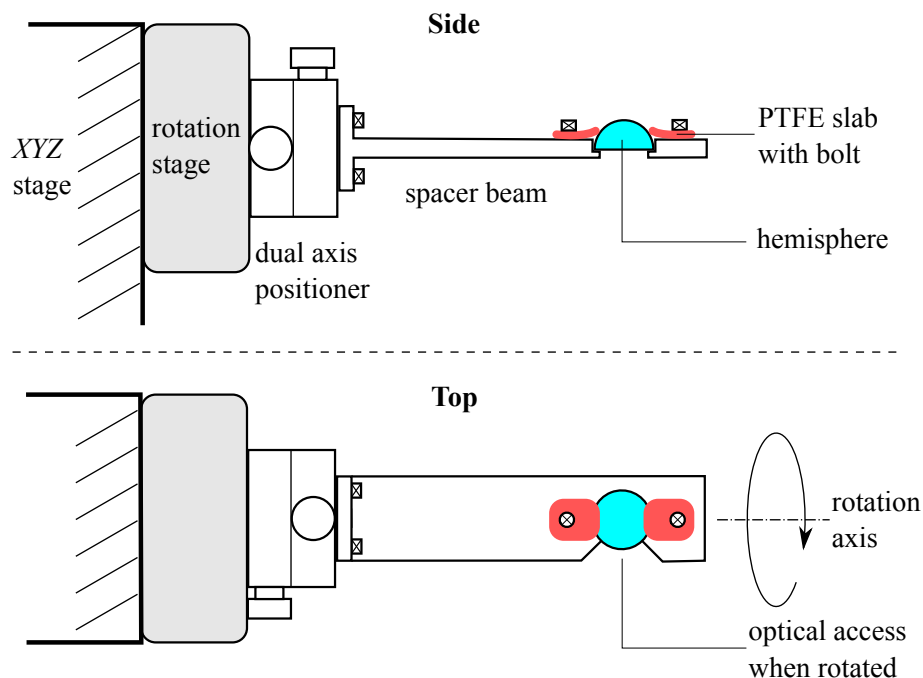 Side
XYZ
stage
rotation
stage
PTFE slab
with bolt
spacer beam
hemisphere
dual axis
positioner
Top
rotation
axis
optical access
when rotated